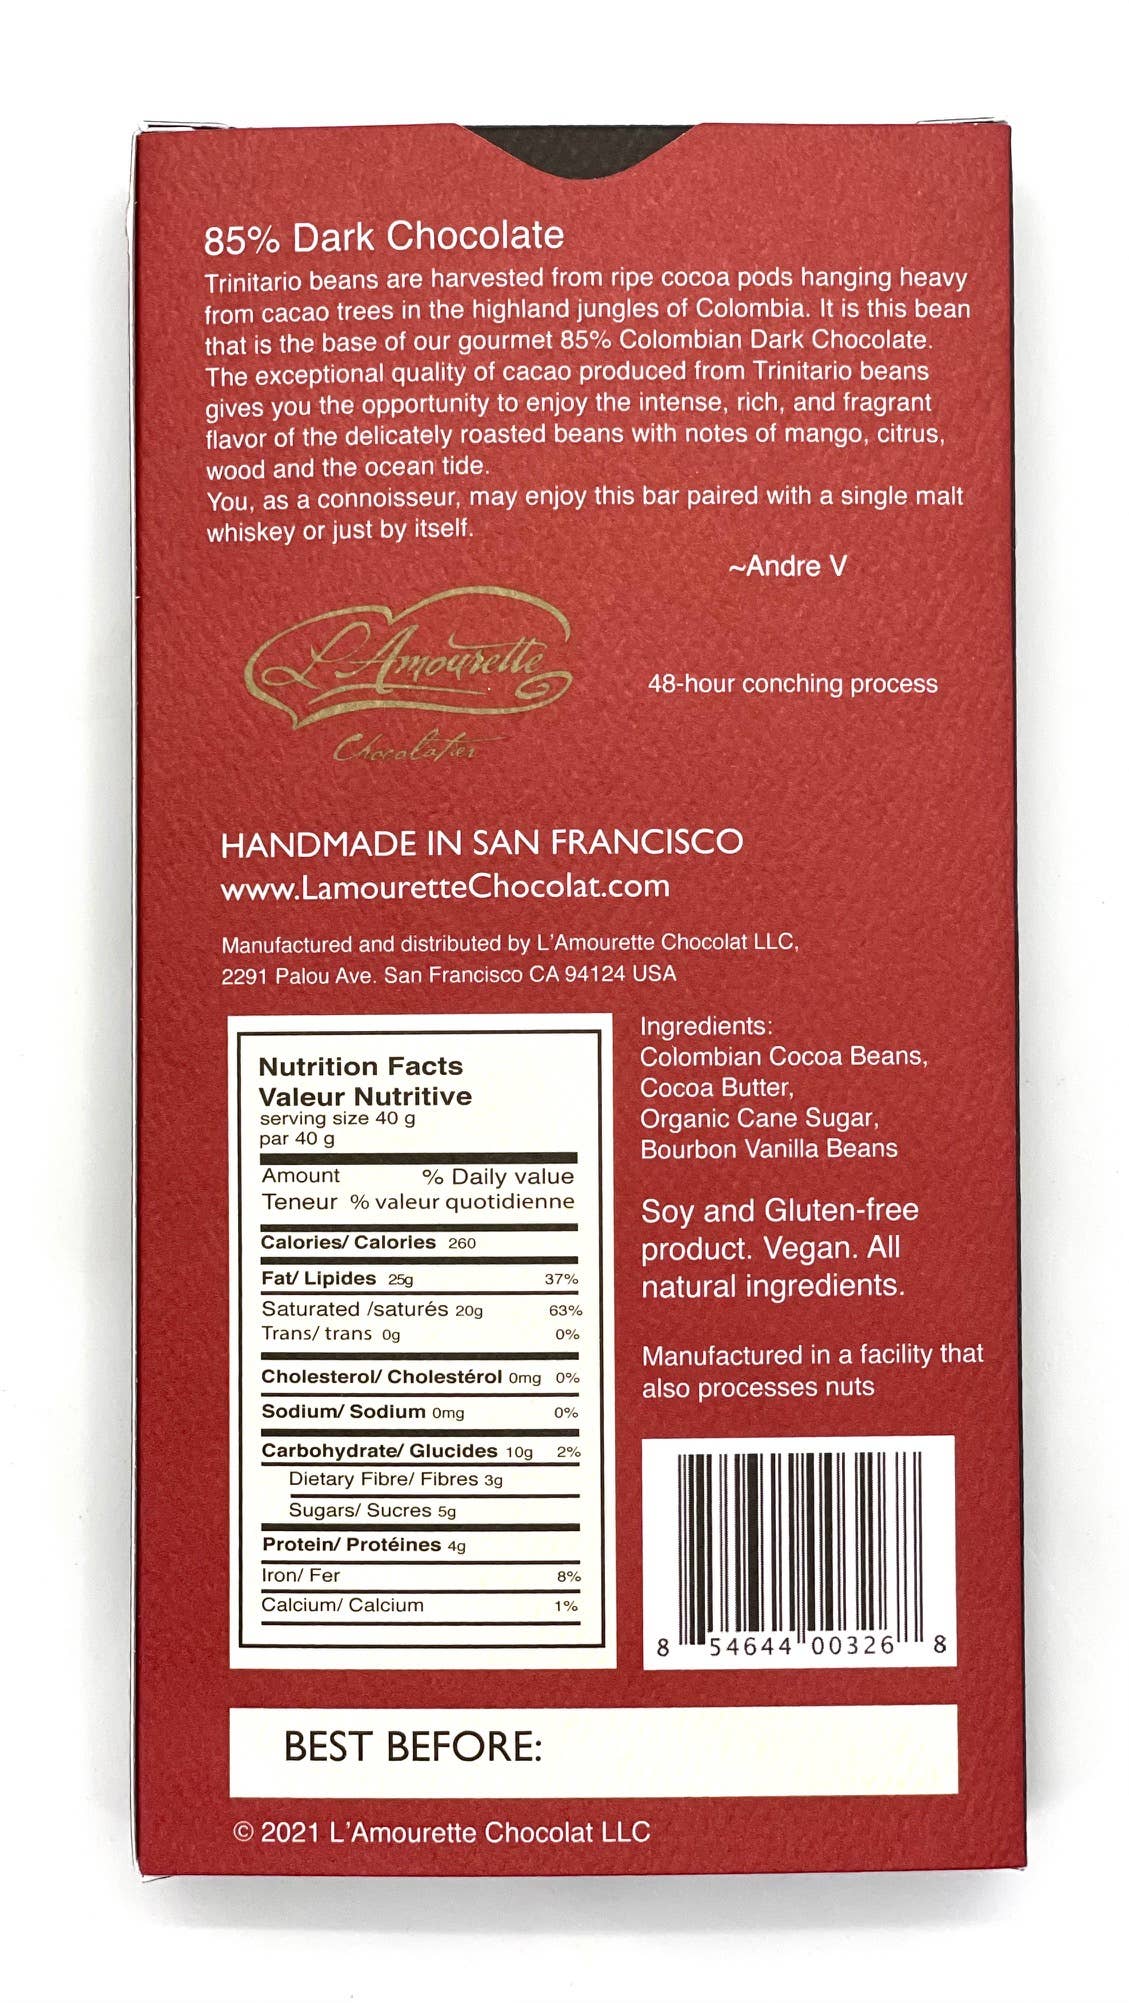 85% Dark Chocolate
Trinitario beans are harvested from ripe cocoa pods hanging heavy
from cacao trees in the highland jungles of Colombia. It is this bean
that is the base of our gourmet 85% Colombian Dark Chocolate.
The exceptional quality of cacao produced from Trinitario beans
gives you the opportunity to enjoy the intense, rich, and fragrant
flavor of the delicately roasted beans with notes of mango, citrus,
wood and the ocean tide.
You, as a connoisseur, may enjoy this bar paired with a single malt
whiskey or just by itself.
~Andre V
L'Amourette
Chocolatier
48-hour conching process
HANDMADE IN SAN FRANCISCO
www.LamouretteChocolat.com
Manufactured and distributed by L'Amourette Chocolat LLC,
2291 Palou Ave. San Francisco CA 94124 USA
Nutrition Facts
Valeur Nutritive
serving size 40 g
par 40 g
Amount % Daily value
Teneur % valeur quotidienne
Calories/ Calories 260
Fat/ Lipides 25g 37%
Saturated /saturés 20g 63%
Trans/ trans 0g 0%
Cholesterol/ Cholestérol 0mg 0%
Sodium/ Sodium 0mg 0%
Carbohydrate/ Glucides 10g 2%
Dietary Fibre/ Fibres 3g
Sugars/ Sucres 5g
Protein/ Protéines 4g
Iron/ Fer 8%
Calcium/ Calcium 1%
Ingredients:
Colombian Cocoa Beans,
Cocoa Butter,
Organic Cane Sugar,
Bourbon Vanilla Beans
Soy and Gluten-free
product. Vegan. All
natural ingredients.
Manufactured in a facility that
also processes nuts
8 54644 00326 8
BEST BEFORE:
© 2021 L'Amourette Chocolat LLC